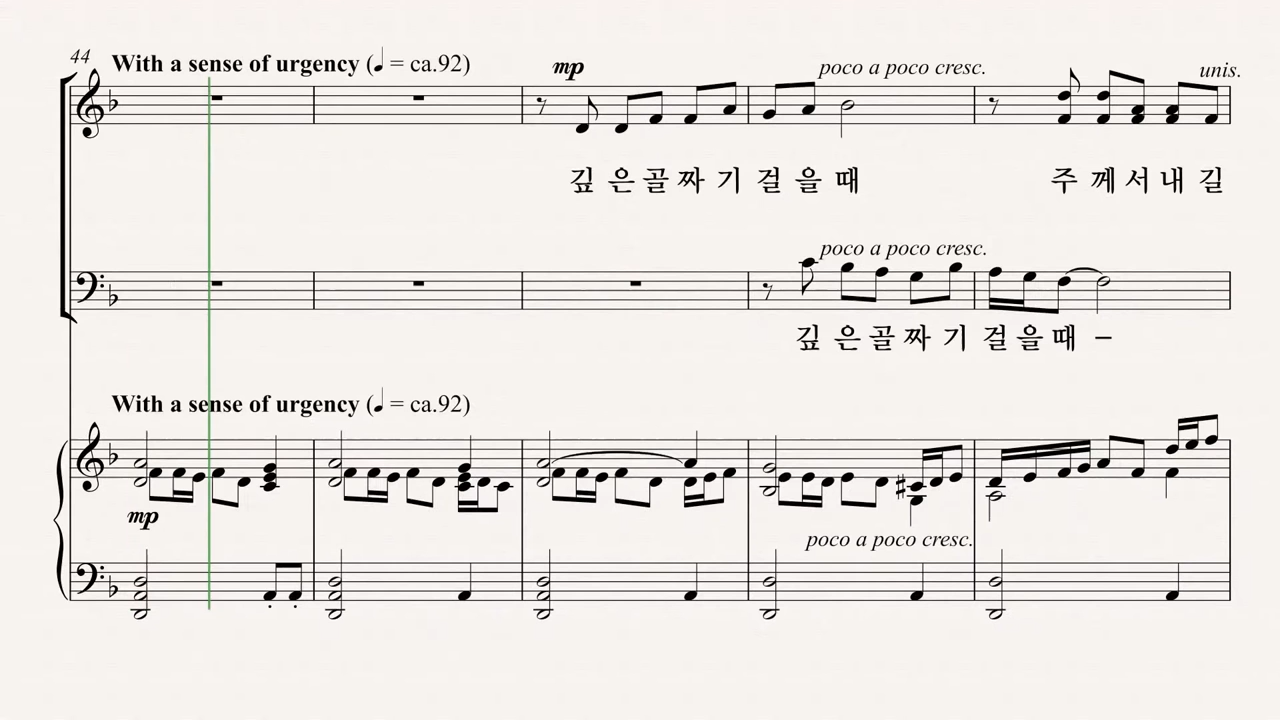 44
With a sense of urgency (♩ = ca.92)
mp
poco a poco cresc.
unis.
깊 은 골 짜 기 걸 을 때 주 께 서 내 길
poco a poco cresc.
깊 은 골 짜 기 걸 을 때 –
With a sense of urgency (♩ = ca.92)
mp
poco a poco cresc.